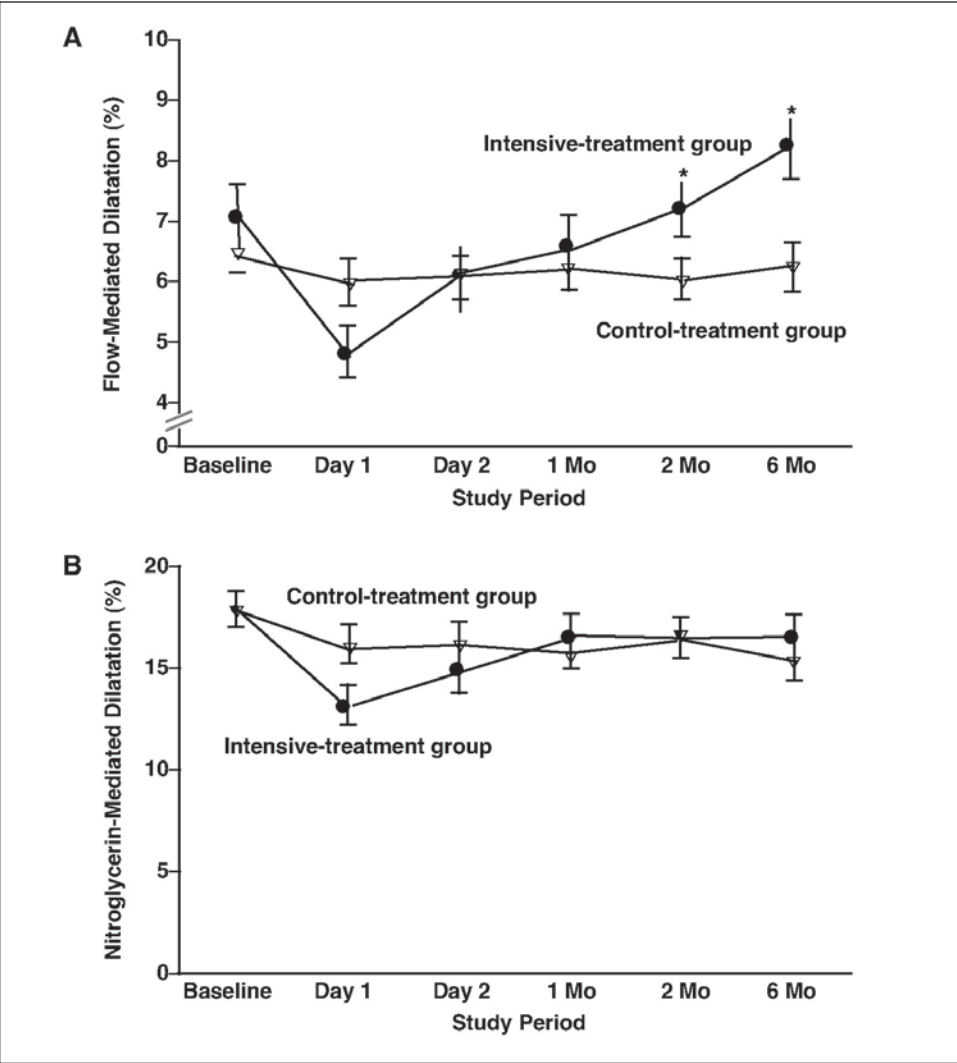 A
10
9
8
7
6
5
4
0
Flow-Mediated Dilatation (%)
Intensive-treatment group
*
*
Control-treatment group
Baseline Day 1 Day 2 1 Mo 2 Mo 6 Mo
Study Period
B
20
15
10
5
0
Nitroglycerin-Mediated Dilatation (%)
Control-treatment group
Intensive-treatment group
Baseline Day 1 Day 2 1 Mo 2 Mo 6 Mo
Study Period